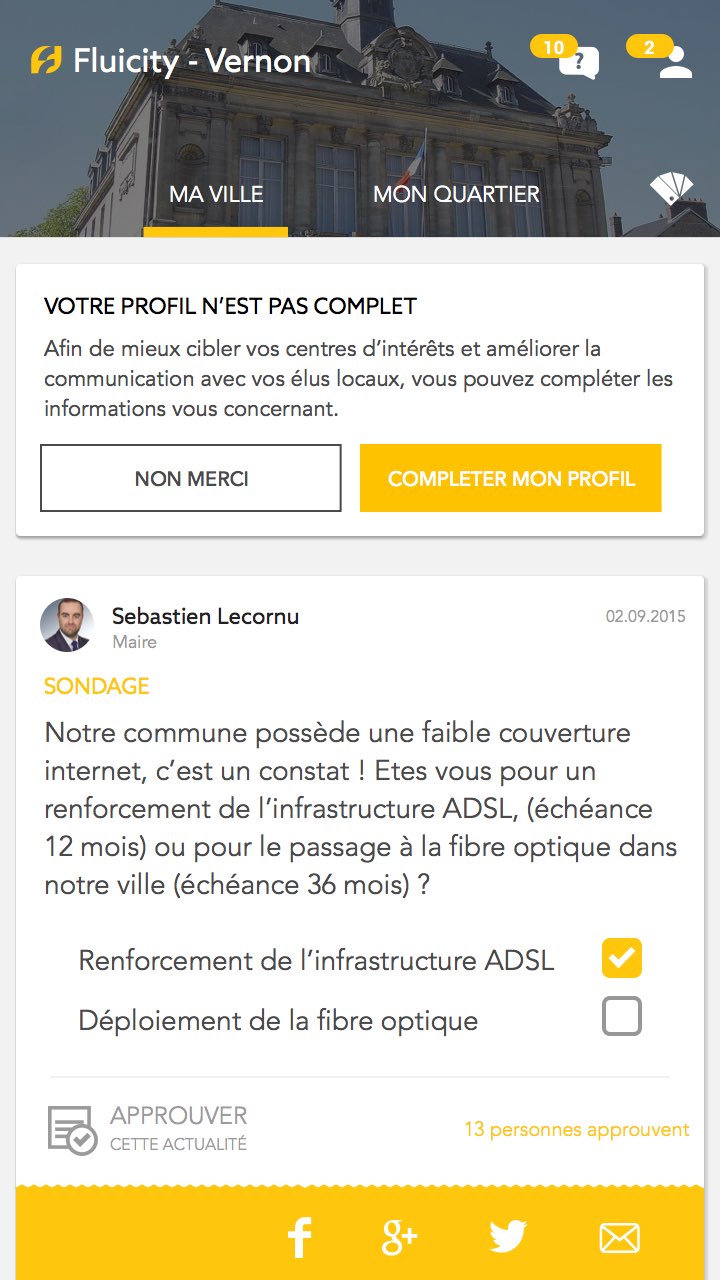 Fluicity - Vernon
10
?
2
MA VILLE
MON QUARTIER
VOTRE PROFIL N’EST PAS COMPLET
Afin de mieux cibler vos centres d’intérêts et améliorer la
communication avec vos élus locaux, vous pouvez compléter les
informations vous concernant.
NON MERCI
COMPLETER MON PROFIL
Sebastien Lecornu
02.09.2015
Maire
SONDAGE
Notre commune possède une faible couverture
internet, c’est un constat ! Etes vous pour un
renforcement de l’infrastructure ADSL, (échéance
12 mois) ou pour le passage à la fibre optique dans
notre ville (échéance 36 mois) ?
Renforcement de l’infrastructure ADSL
Déploiement de la fibre optique
APPROUVER
CETTE ACTUALITÉ
13 personnes approuvent
f
g+